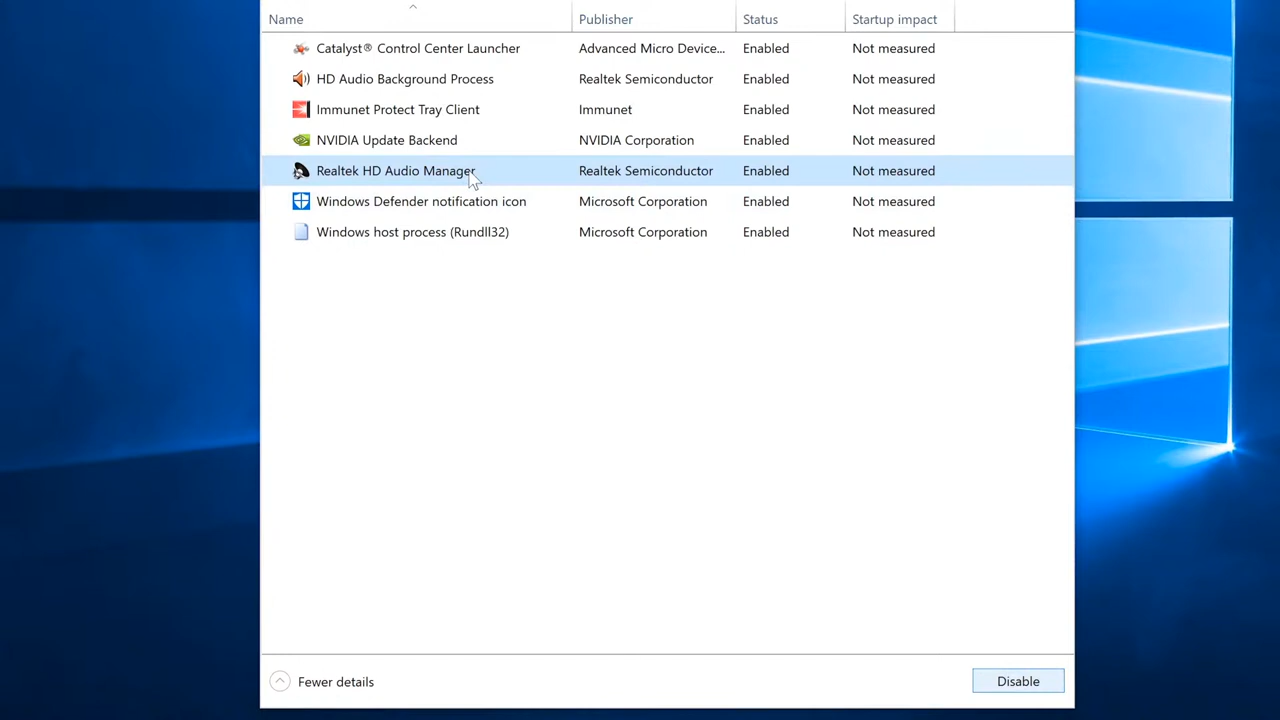 Name Publisher Status Startup impact
Catalyst® Control Center Launcher Advanced Micro Device... Enabled Not measured
HD Audio Background Process Realtek Semiconductor Enabled Not measured
Immunet Protect Tray Client Immunet Enabled Not measured
NVIDIA Update Backend NVIDIA Corporation Enabled Not measured
Realtek HD Audio Manager Realtek Semiconductor Enabled Not measured
Windows Defender notification icon Microsoft Corporation Enabled Not measured
Windows host process (Rundll32) Microsoft Corporation Enabled Not measured
Fewer details Disable